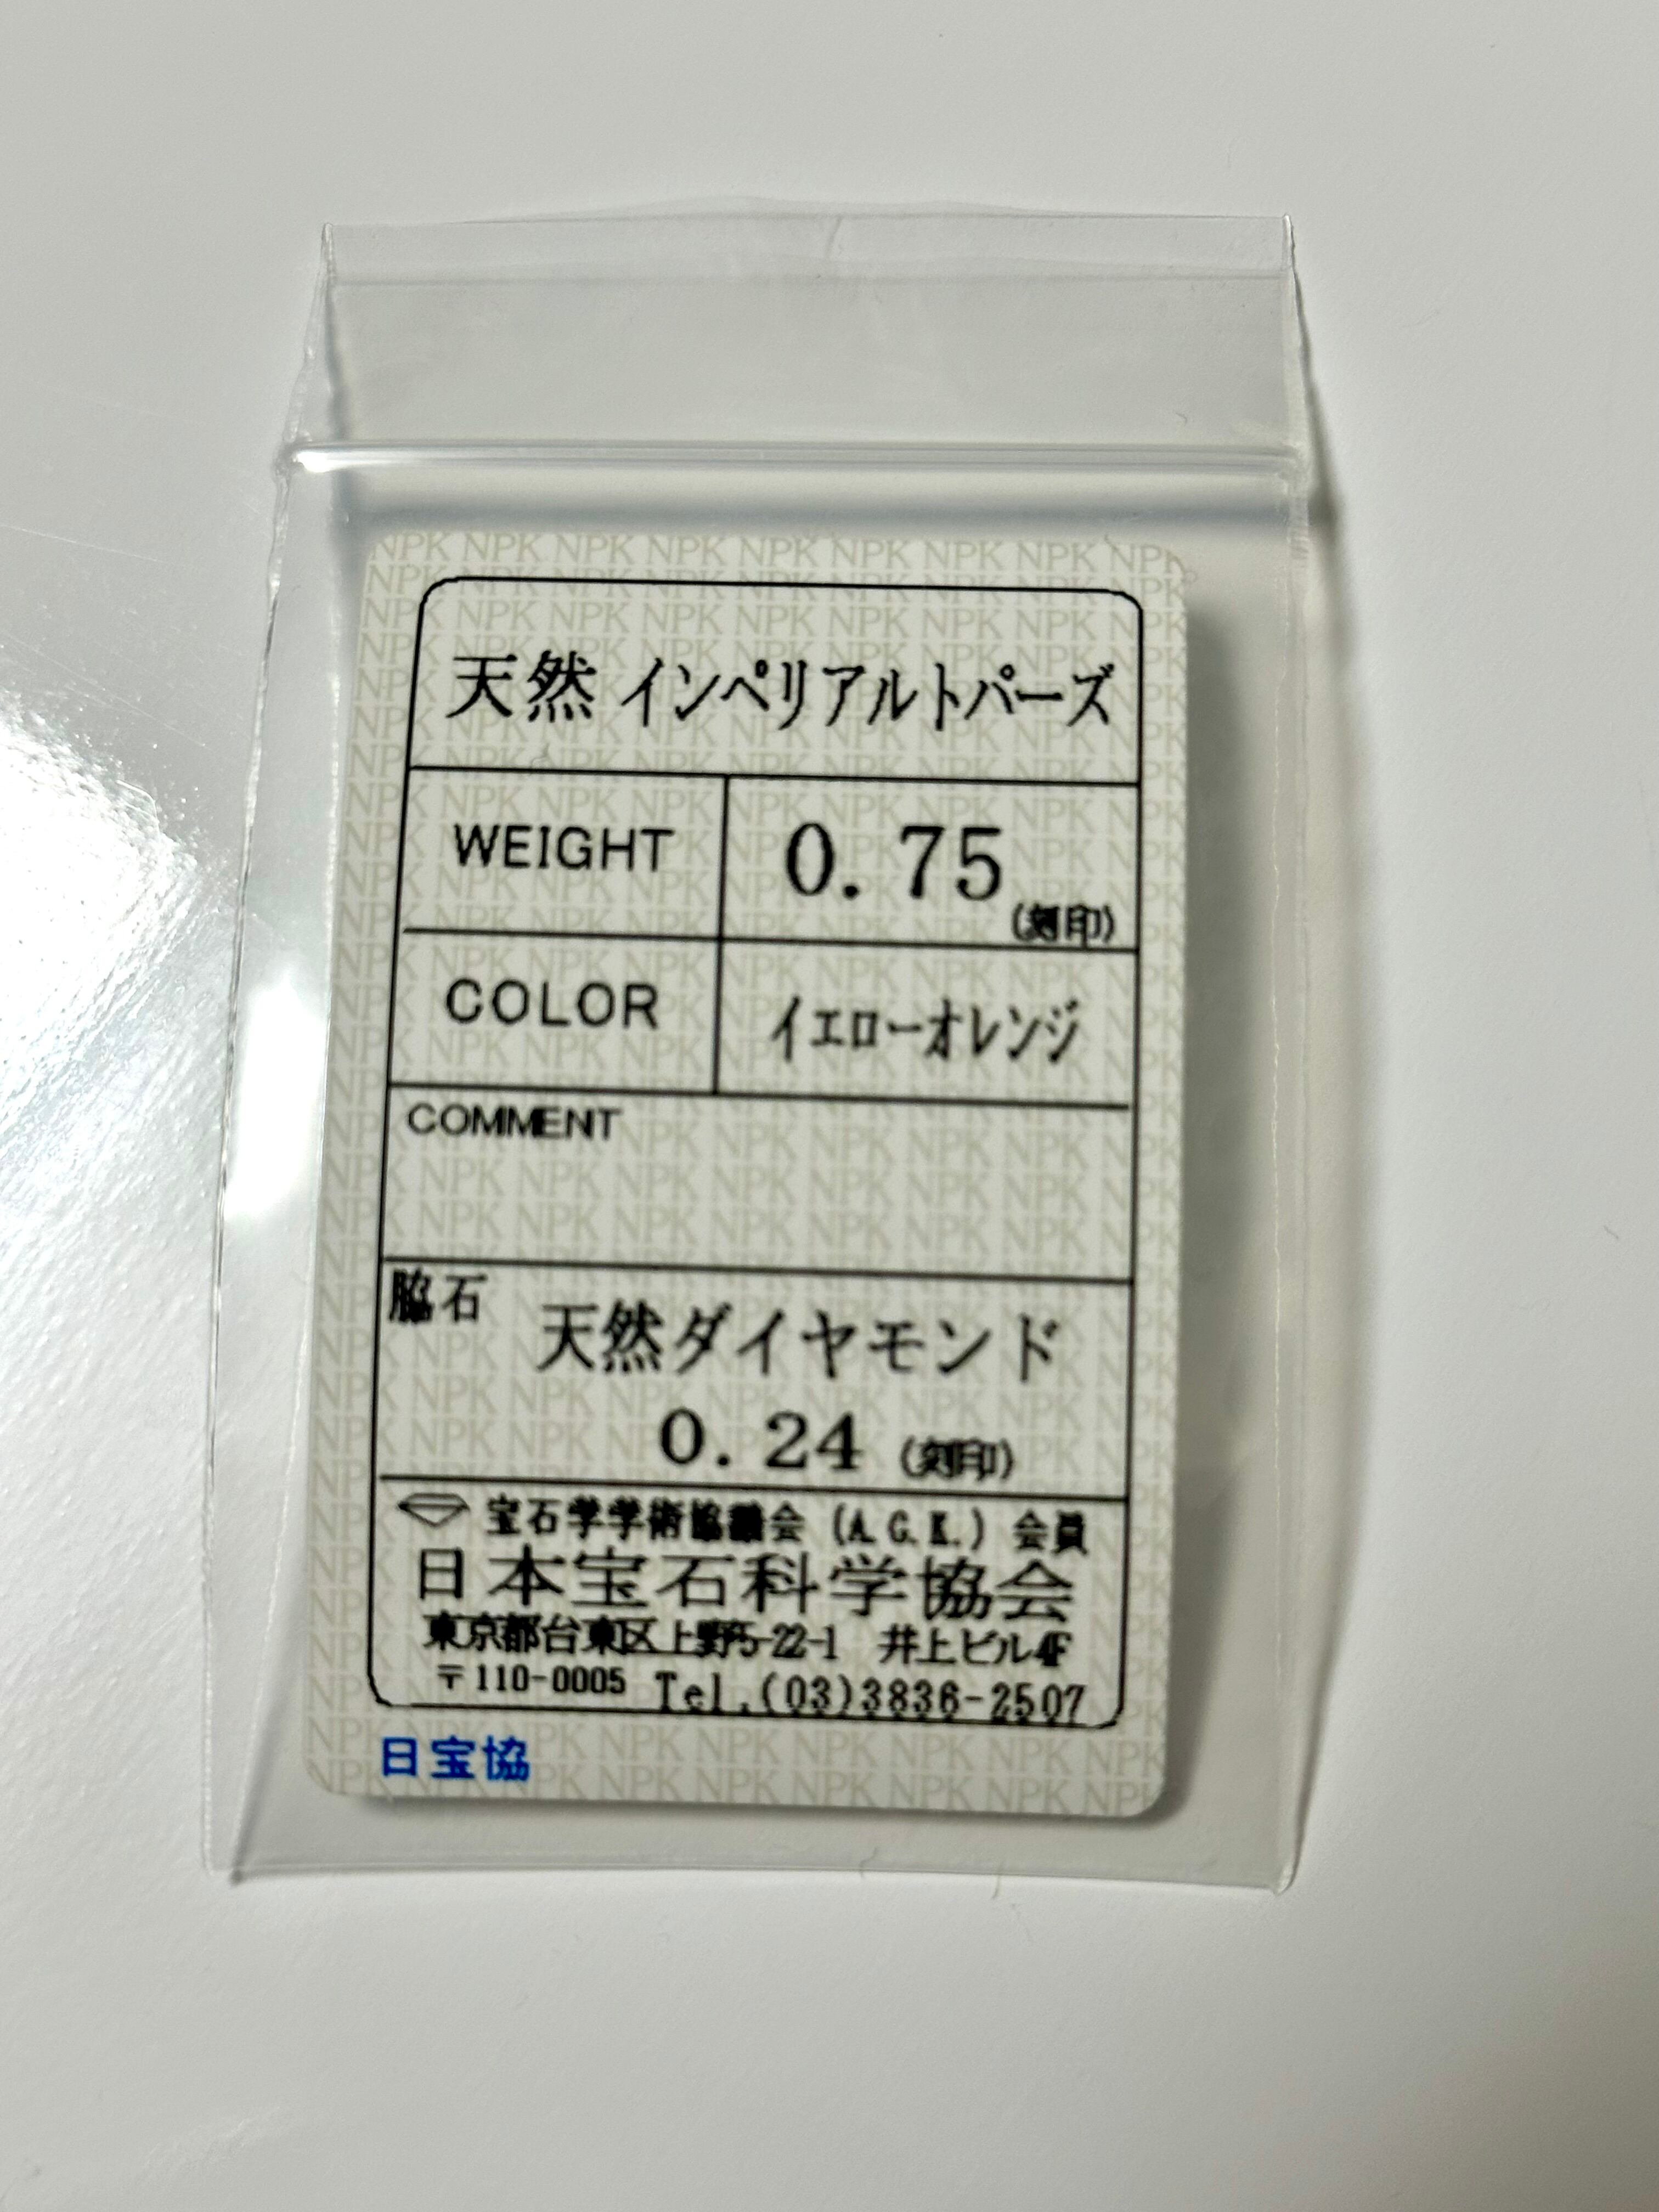 天然 インペリアルトパーズ
WEIGHT 0.75 (刻印)
COLOR イエローオレンジ
COMMENT
脇石 天然ダイヤモンド
0.24 (刻印)
宝石学学術協議会 (A.G.K.) 会員
日本宝石科学協会
東京都台東区上野5-22-1 井上ビル4F
〒110-0005 Tel.(03)3836-2507
日宝協